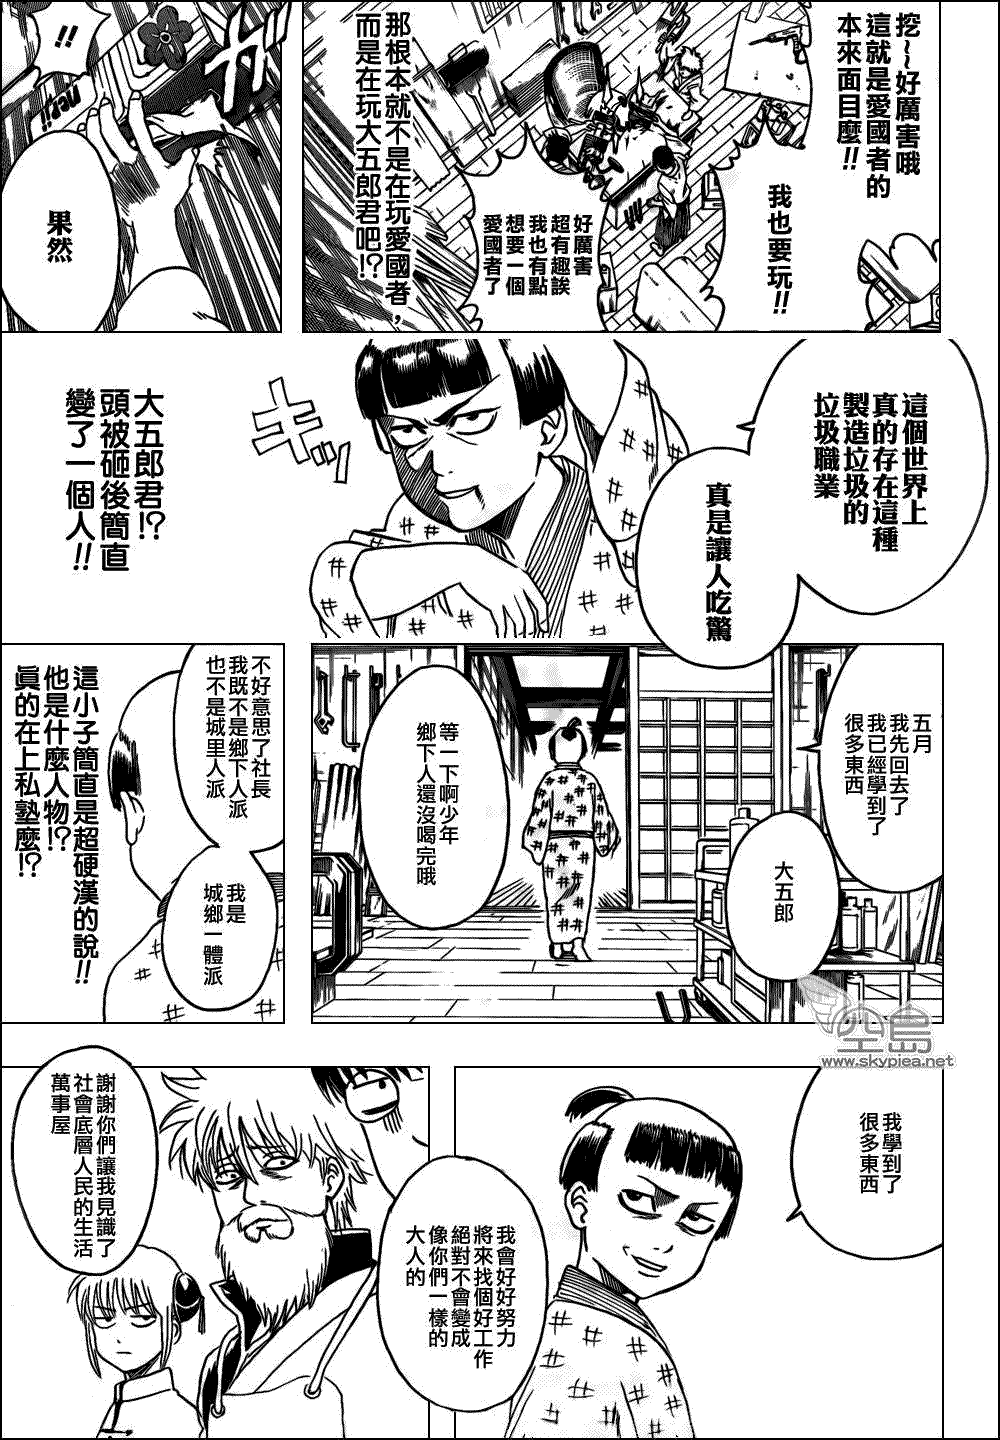 挖~好厲害哦
這就是愛國者的
本來面目麼!!
我也要玩!!
好厲害
超有趣誒
我也有點
想要一個
愛國者了
那根本就不是在玩愛國者，
而是在玩大五郎君吧!?
ガ
!!
果然
這個世界上
真的存在這種
製造垃圾的
垃圾職業
真是讓人吃驚
キッ
大五郎君!?
頭被砸後簡直
變了一個人!!
五月
我先回去了
我已經學到了
很多東西
大五郎
等一下啊少年
鄉下人還沒喝完哦
不好意思了社長
我既不是鄉下人派
也不是城里人派
我是
城鄉一體派
這小子簡直是超硬漢的說!!
他是什麼人物!?
眞的在上私塾麼!?
空島
www.skypiea.net
我學到了
很多東西
我會好好努力
將來找個好工作
絕對不會變成
像你們一樣的
大人的
謝謝你們讓我見識了
社會底層人民的生活
萬事屋